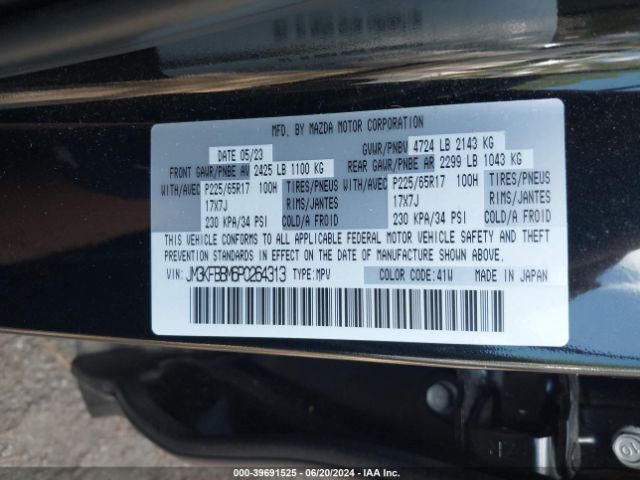 MFD. BY MAZDA MOTOR CORPORATION
DATE 05/23 GVWR/PNBV 4724 LB 2143 KG
FRONT GAWR/PNBE AV 2425 LB 1100 KG REAR GAWR/PNBE AR 2299 LB 1043 KG
WITH/AVEC P225/65R17 100H TIRES/PNEUS WITH/AVEC P225/65R17 100H TIRES/PNEUS
17X7J RIMS/JANTES 17X7J RIMS/JANTES
230 KPA/34 PSI COLD/A FROID 230 KPA/34 PSI COLD/A FROID
THIS VEHICLE CONFORMS TO ALL APPLICABLE FEDERAL MOTOR VEHICLE SAFETY AND THEFT
PREVENTION STANDARDS IN EFFECT ON THE DATE OF MANUFACTURE SHOWN ABOVE.
VIN: JM3KFBBM6P0264313 TYPE: MPV COLOR CODE: 41W MADE IN JAPAN
000-39691525 - 06/20/2024 - IAA Inc.